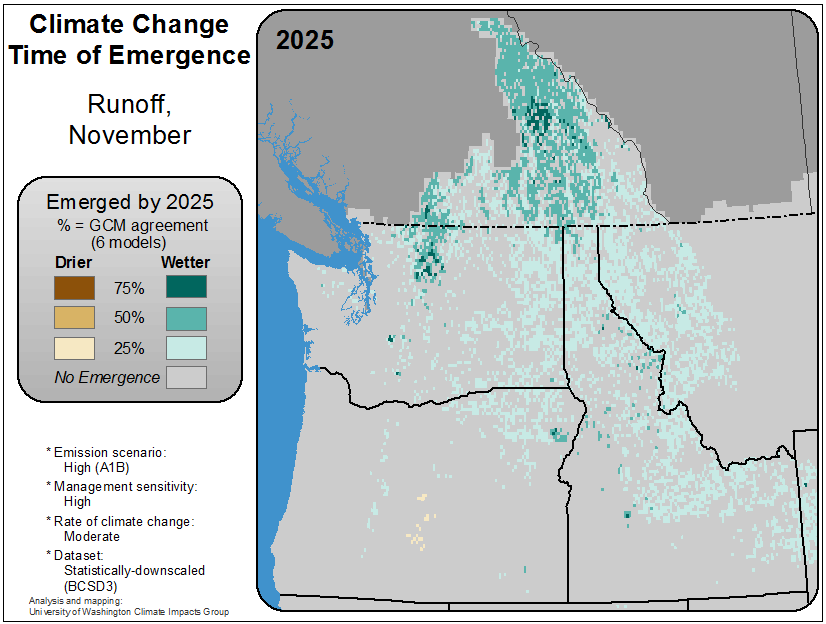 Climate Change
Time of Emergence
Runoff,
November
Emerged by 2025
% = GCM agreement
(6 models)
Drier Wetter
75%
50%
25%
No Emergence
* Emission scenario:
High (A1B)
* Management sensitivity:
High
* Rate of climate change:
Moderate
* Dataset:
Statistically-downscaled
(BCSD3)
Analysis and mapping:
University of Washington Climate Impacts Group
2025